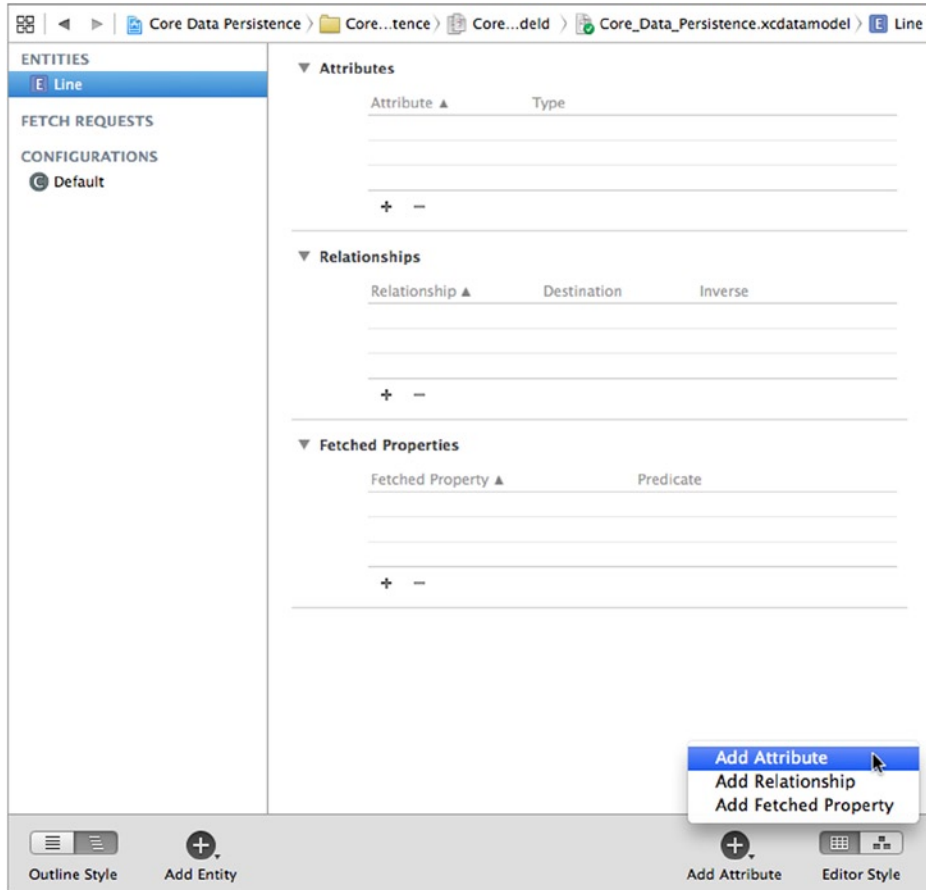 Core Data Persistence Core...tence Core...deld Core_Data_Persistence.xcdatamodel E Line
ENTITIES
E Line
FETCH REQUESTS
CONFIGURATIONS
C Default
Attributes
Attribute Type
+ −
Relationships
Relationship Destination Inverse
+ −
Fetched Properties
Fetched Property Predicate
+ −
Add Attribute
Add Relationship
Add Fetched Property
Outline Style Add Entity Add Attribute Editor Style